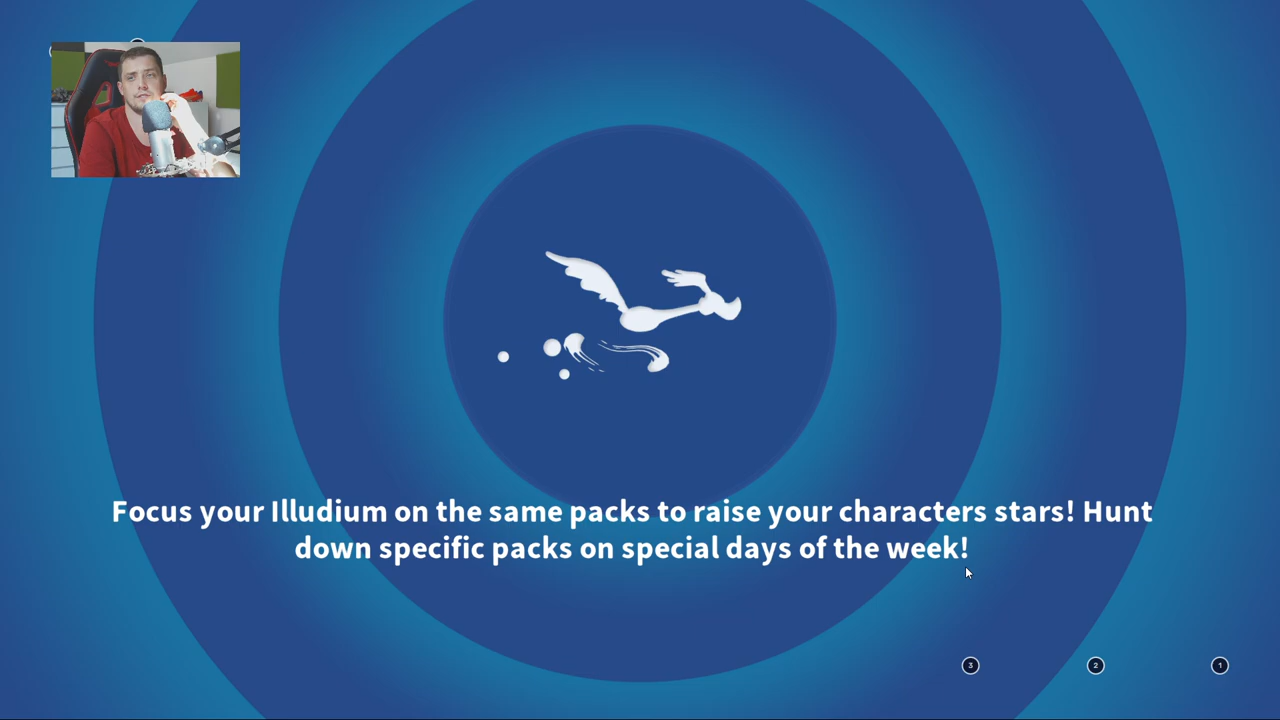 Focus your Illudium on the same packs to raise your characters stars! Hunt
down specific packs on special days of the week!
3 2 1